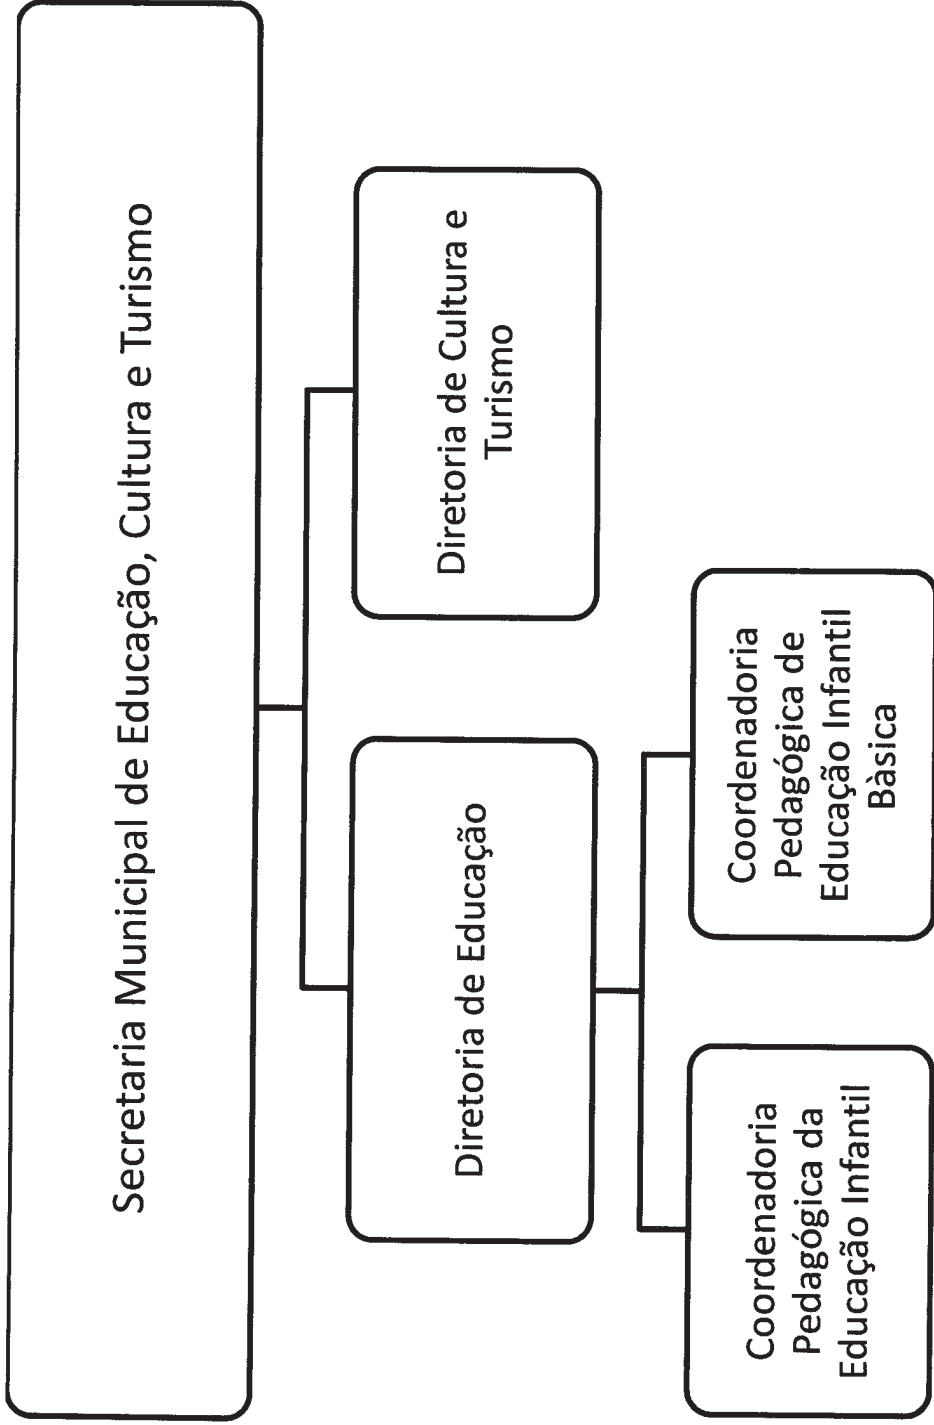 Secretaria Municipal de Educação, Cultura e Turismo
Diretoria de Educação
Diretoria de Cultura e
Turismo
Coordenadoria
Pedagógica da
Educação Infantil
Coordenadoria
Pedagógica de
Educação Infantil
Bàsica